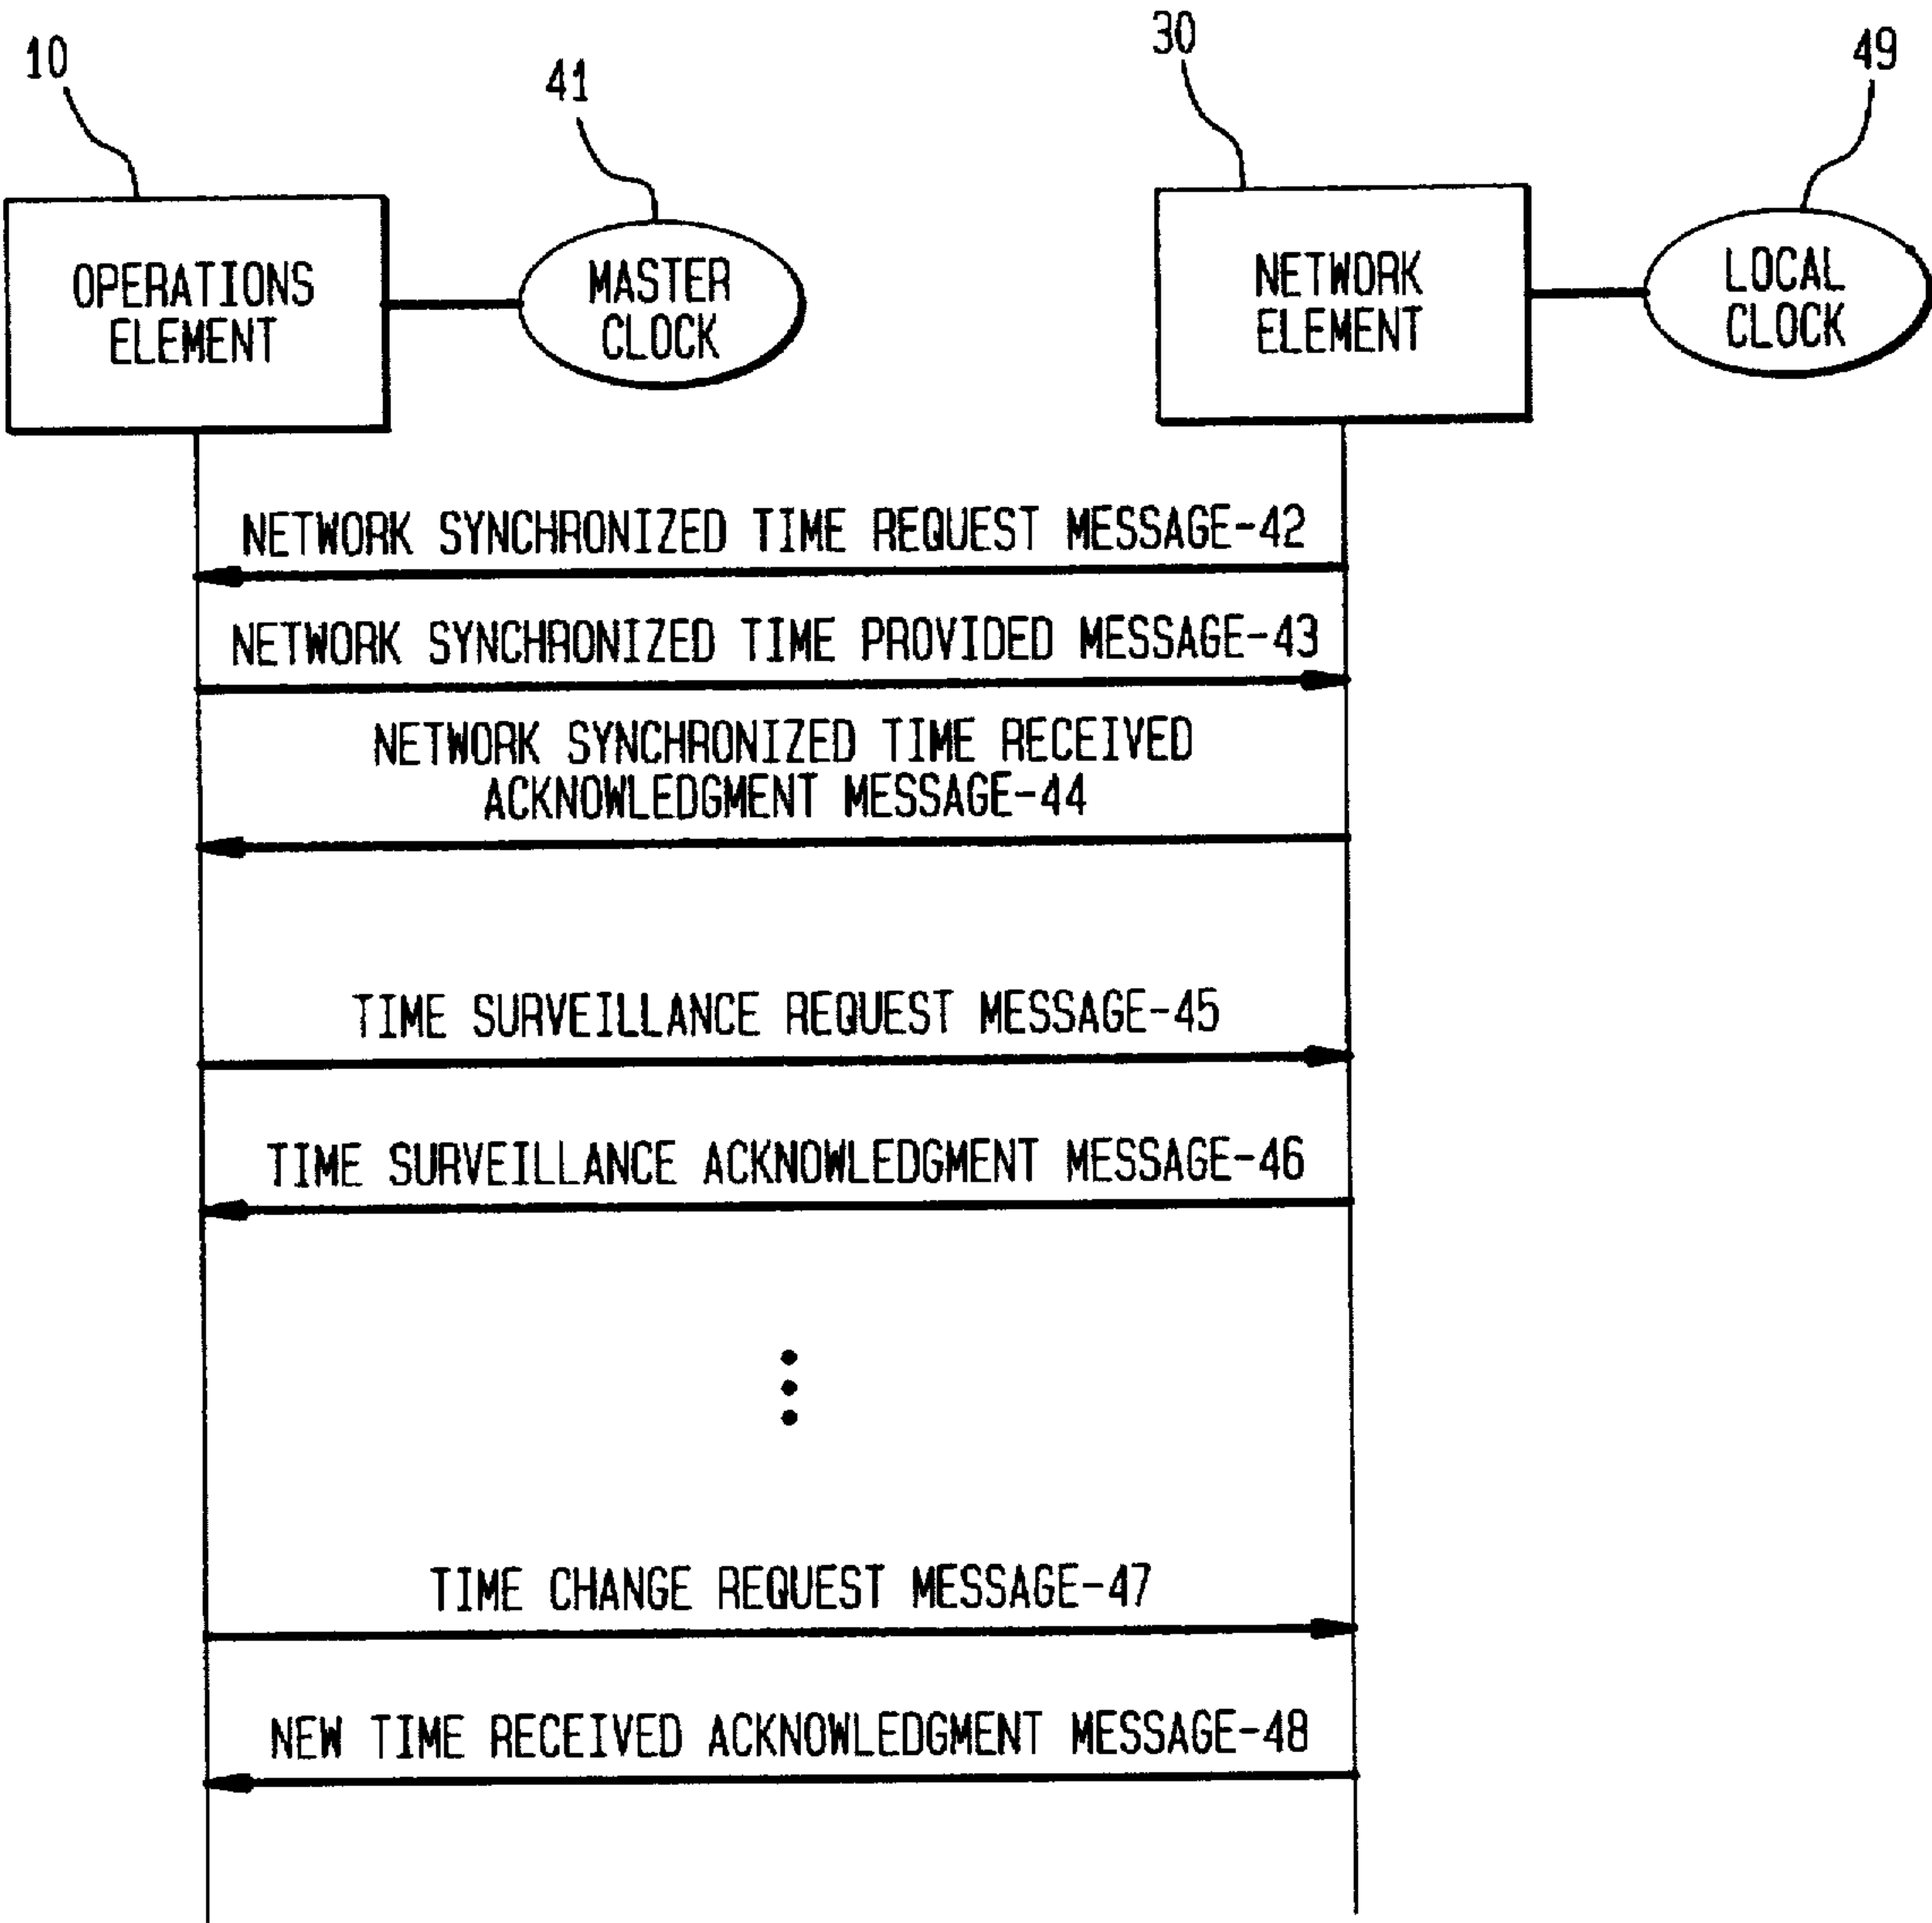 10
41
30
49
OPERATIONS
ELEMENT
MASTER
CLOCK
NETWORK
ELEMENT
LOCAL
CLOCK
NETWORK SYNCHRONIZED TIME REQUEST MESSAGE-42
NETWORK SYNCHRONIZED TIME PROVIDED MESSAGE-43
NETWORK SYNCHRONIZED TIME RECEIVED
ACKNOWLEDGMENT MESSAGE-44
TIME SURVEILLANCE REQUEST MESSAGE-45
TIME SURVEILLANCE ACKNOWLEDGMENT MESSAGE-46
TIME CHANGE REQUEST MESSAGE-47
NEW TIME RECEIVED ACKNOWLEDGMENT MESSAGE-48